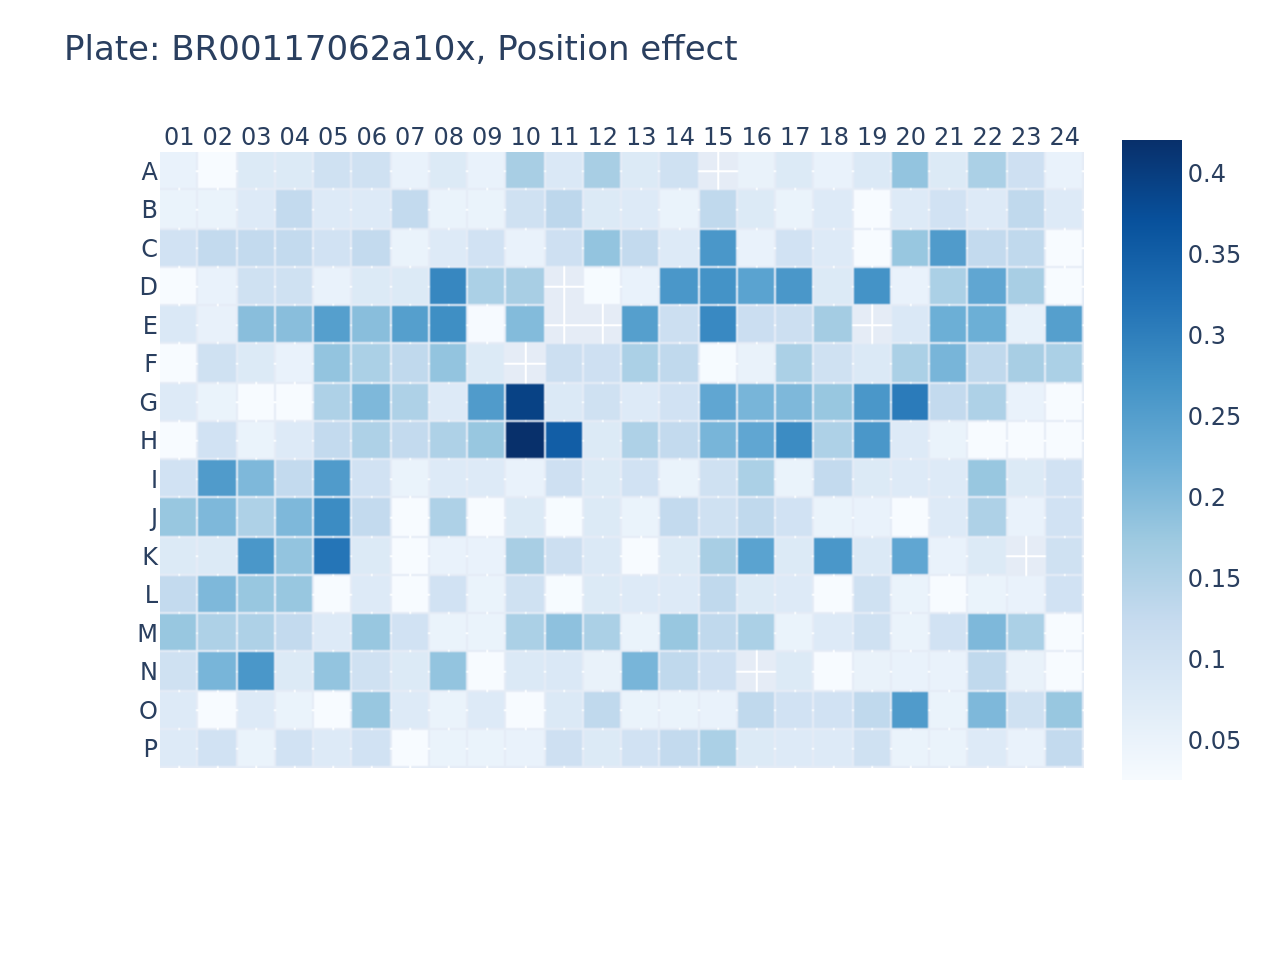 Plate: BR00117062a10x, Position effect
01 02 03 04 05 06 07 08 09 10 11 12 13 14 15 16 17 18 19 20 21 22 23 24
A
B
C
D
E
F
G
H
I
J
K
L
M
N
O
P
0.4
0.35
0.3
0.25
0.2
0.15
0.1
0.05